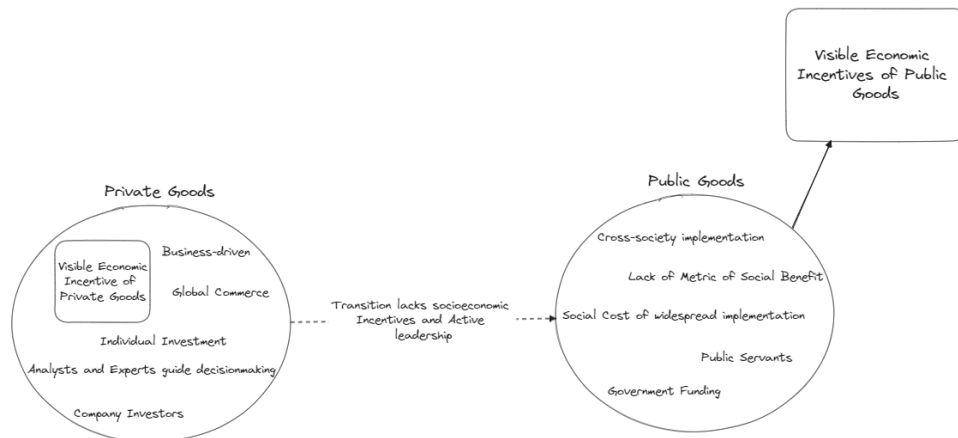 Visible Economic
Incentives of Public
Goods
Private Goods
Visible Economic
Incentive of
Private Goods
Business-driven
Global Commerce
Individual Investment
Analysts and Experts guide decisionmaking
Company Investors
Transition lacks socioeconomic
Incentives and Active
leadership
Public Goods
Cross-society implementation
Lack of Metric of Social Benefit
Social Cost of widespread implementation
Public Servants
Government Funding